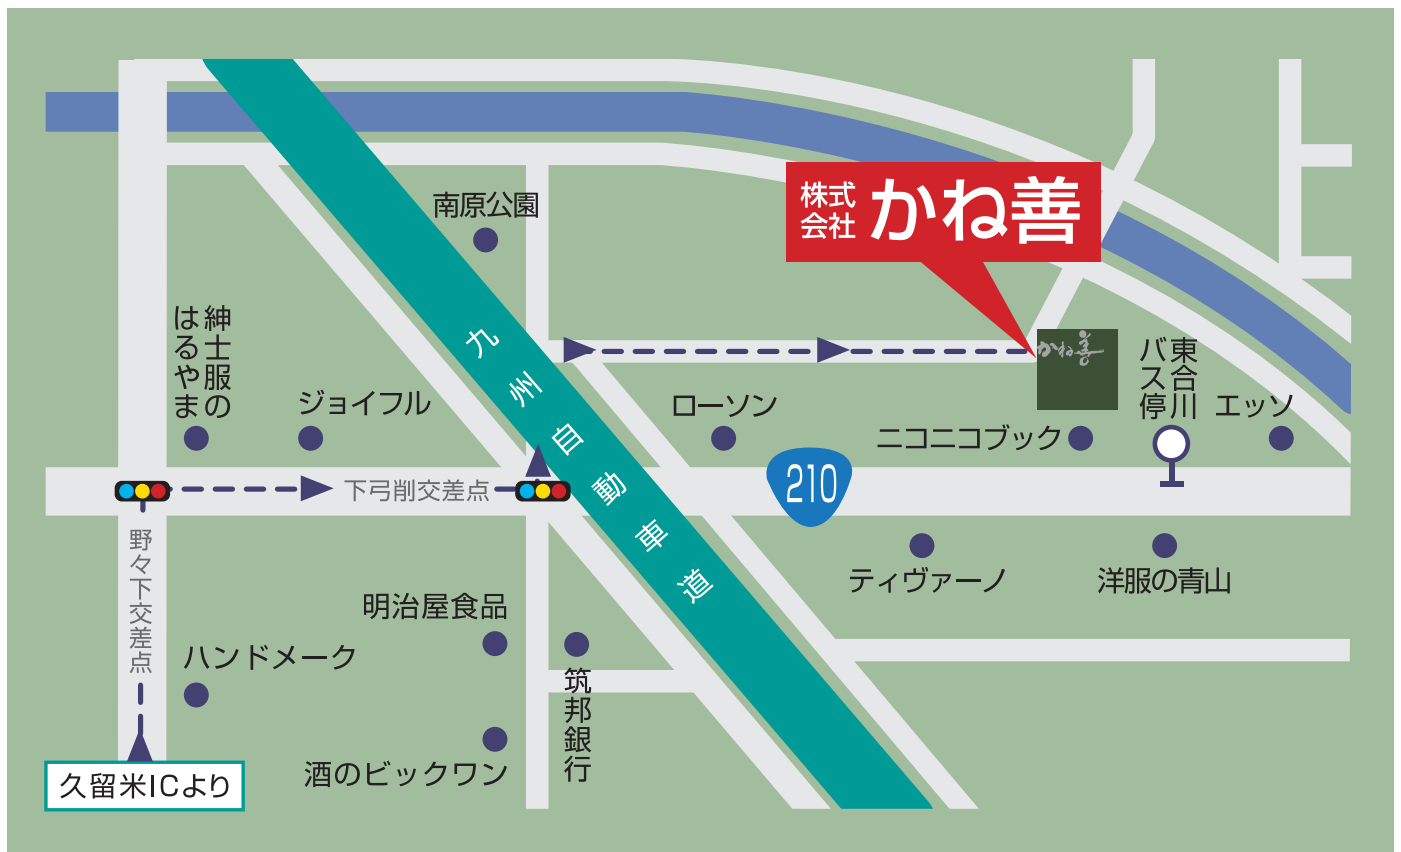 株式
会社
かね善
南原公園
九州自動車道
紳士服の
はるやま
ジョイフル
かね善
ローソン
ニコニコブック
東合川
バス停
エッソ
210
下弓削交差点
野々下交差点
ティヴァーノ
洋服の青山
明治屋食品
ハンドメーク
筑邦銀行
酒のビックワン
久留米ICより